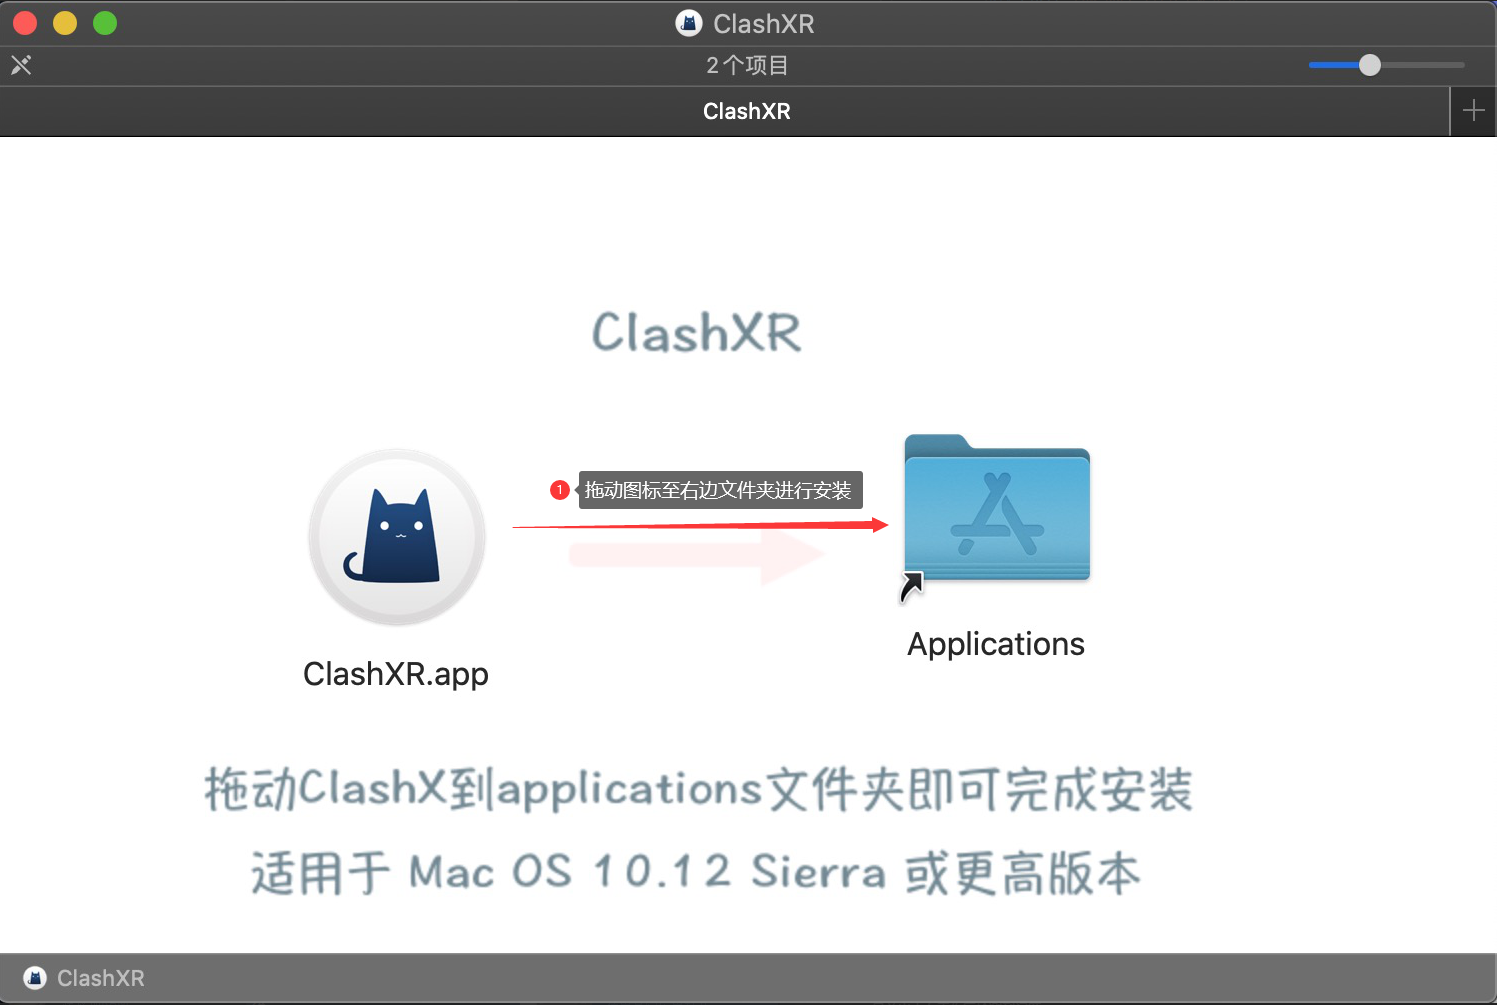 ClashXR
2个项目
ClashXR
ClashXR
1 拖动图标至右边文件夹进行安装
ClashXR.app
Applications
拖动ClashX到applications文件夹即可完成安装
适用于 Mac OS 10.12 Sierra 或更高版本
ClashXR